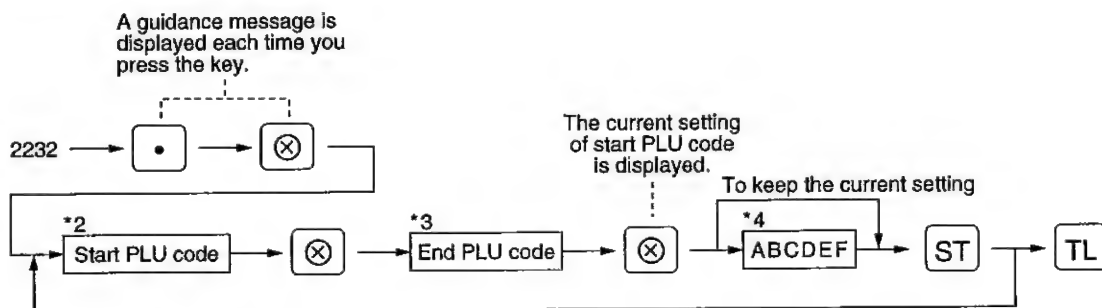 A guidance message is
displayed each time you
press the key.
The current setting
of start PLU code
is displayed.
2232 • ⊗
To keep the current setting
*2 *3 *4
Start PLU code ⊗ End PLU code ⊗ ABCDEF ST TL